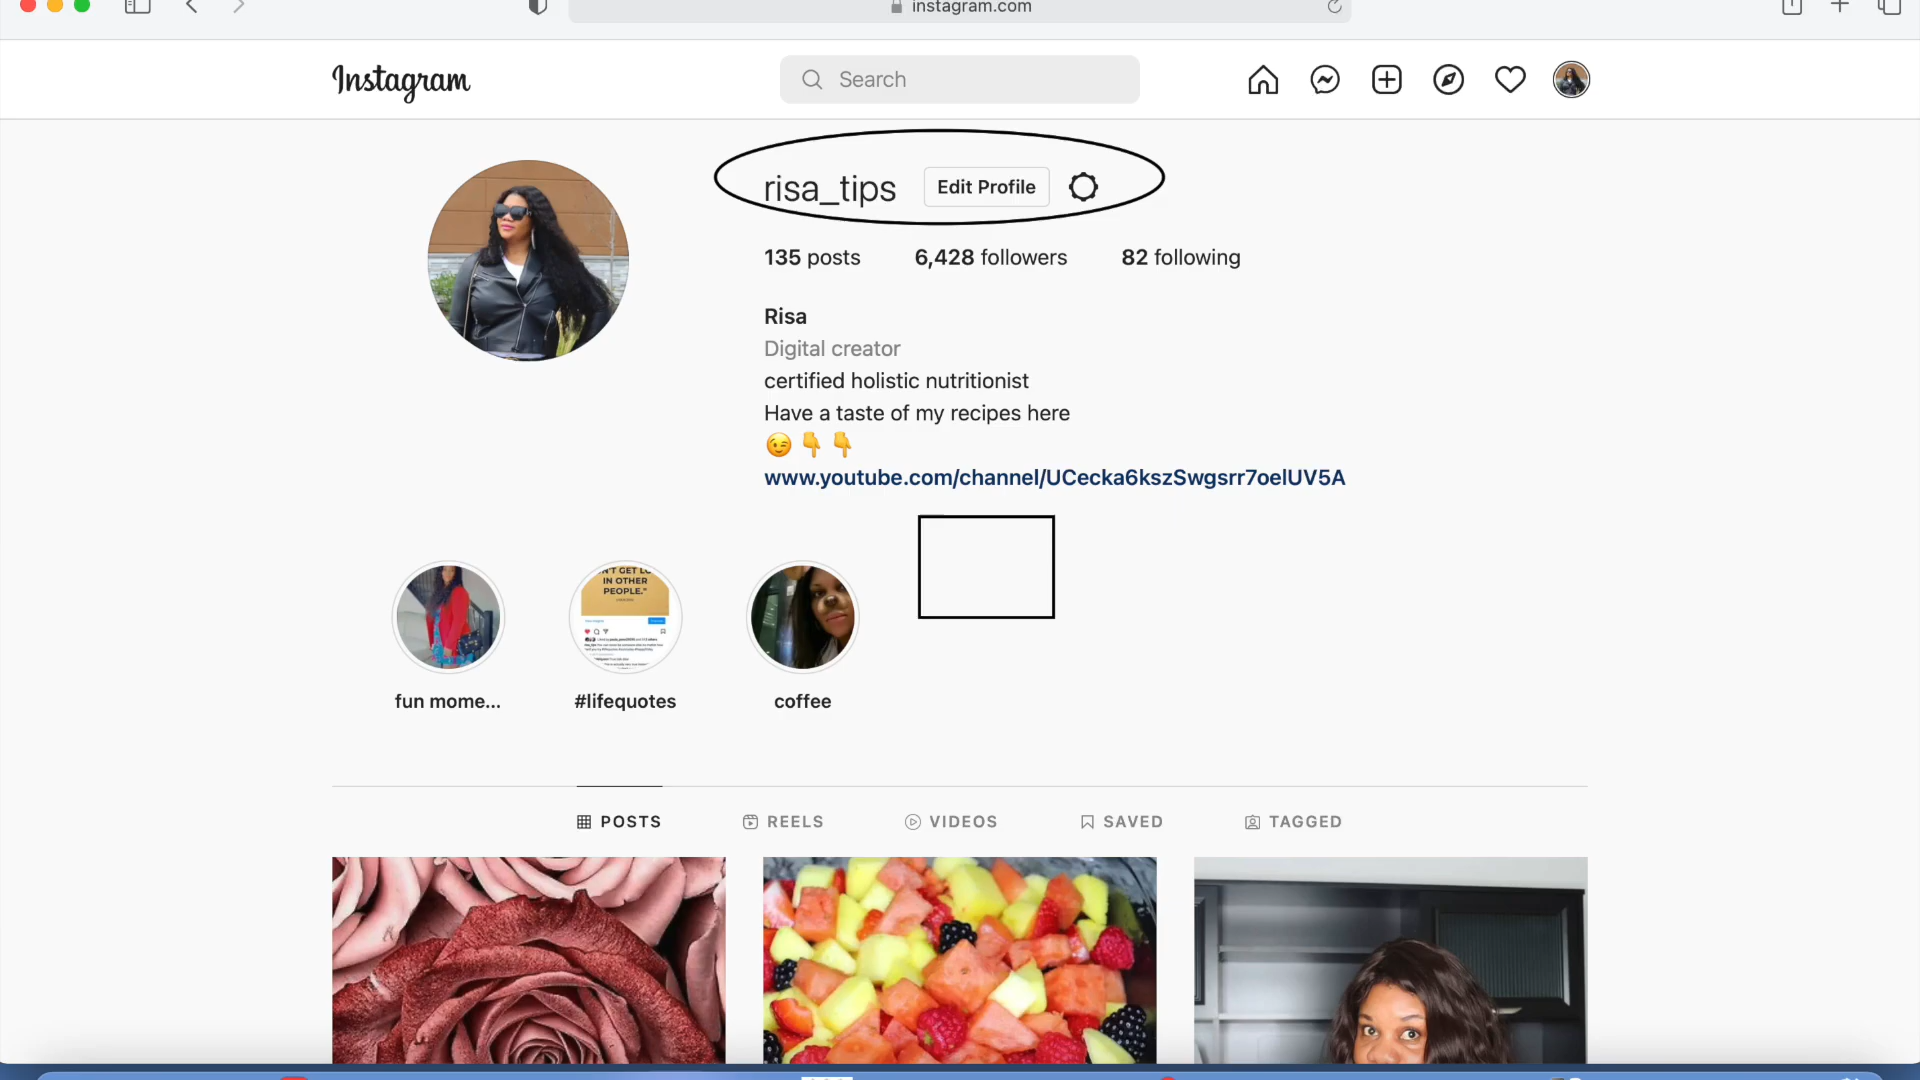 instagram.com
Instagram
Search
risa_tips Edit Profile
135 posts 6,428 followers 82 following
Risa
Digital creator
certified holistic nutritionist
Have a taste of my recipes here
😉👇👇
www.youtube.com/channel/UCecka6kszSwgsrr7oelUV5A
IN OTHER
PEOPLE."
fun mome... #lifequotes coffee
POSTS REELS VIDEOS SAVED TAGGED